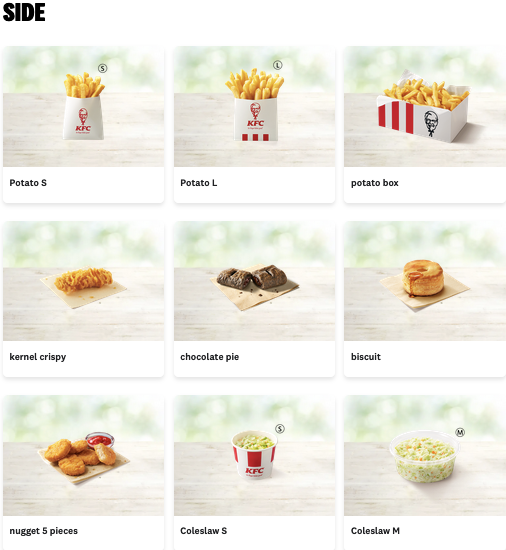 SIDE
S
L
KFC
KFC
Potato S
Potato L
potato box
kernel crispy
chocolate pie
biscuit
S
M
KFC
nugget 5 pieces
Coleslaw S
Coleslaw M